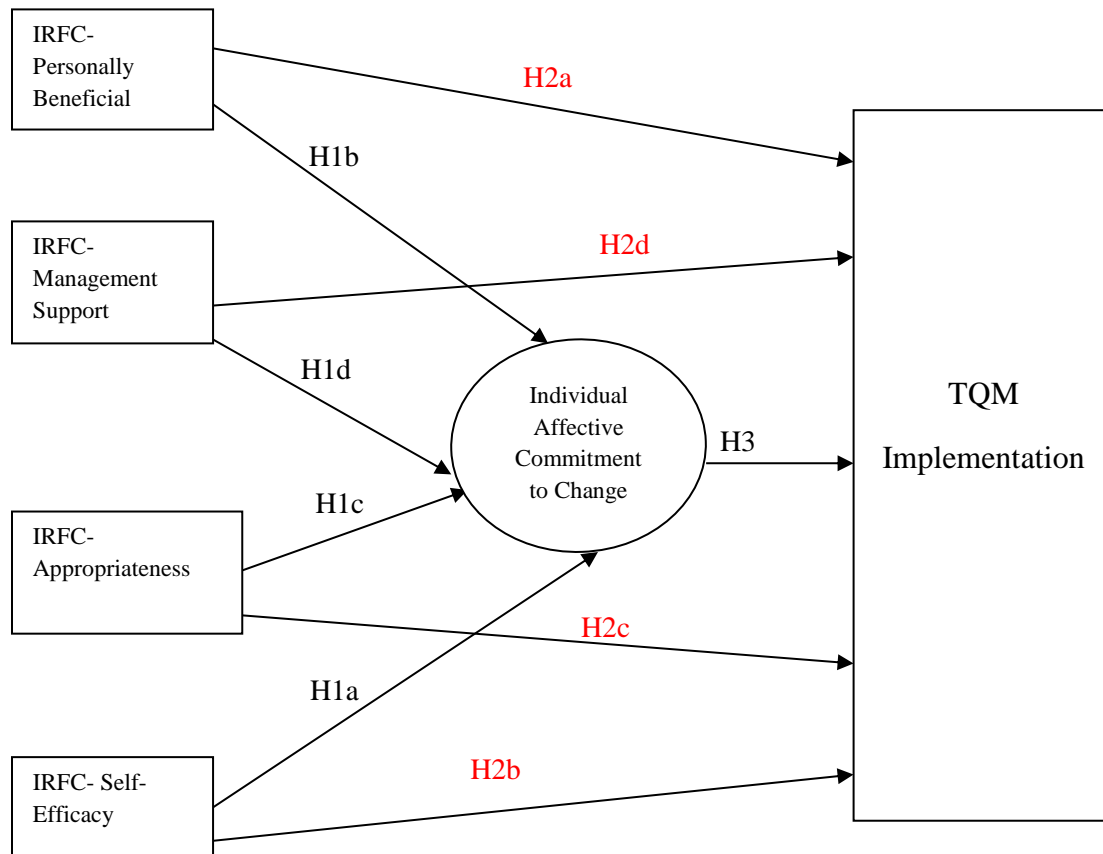 IRFC-
Personally
Beneficial
H2a
H1b
IRFC-
Management
Support
H2d
H1d
Individual
Affective
Commitment
to Change
H3
TQM
Implementation
IRFC-
Appropriateness
H1c
H2c
H1a
IRFC- Self-
Efficacy
H2b